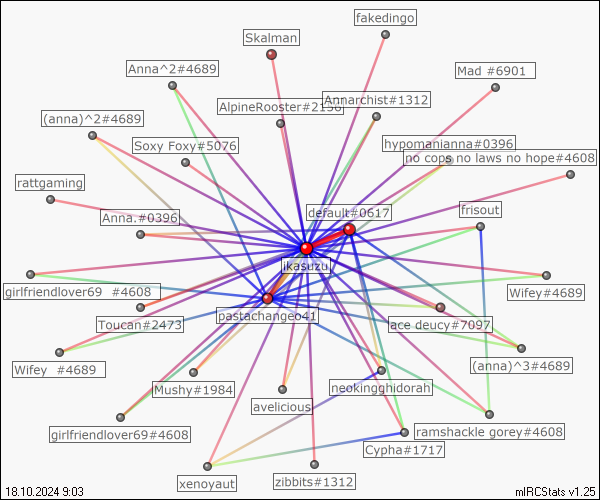 fakedingo
Skalman
Anna^2#4689
Mad #6901
AlpineRooster#2156
Annarchist#1312
(anna)^2#4689
Soxy Foxy#5076
hypomanianna#0396
no cops no laws no hope#4608
rattgaming
Anna.#0396
default#0617
frisout
ikasuzu
girlfriendlover69 #4608
Wifey#4689
Toucan#2473
pastachangeo41
ace deucy#7097
Wifey #4689
(anna)^3#4689
Mushy#1984
neokingghidorah
avelicious
girlfriendlover69#4608
ramshackle gorey#4608
Cypha#1717
xenoyaut
zibbits#1312
18.10.2024 9:03
mIRCStats v1.25